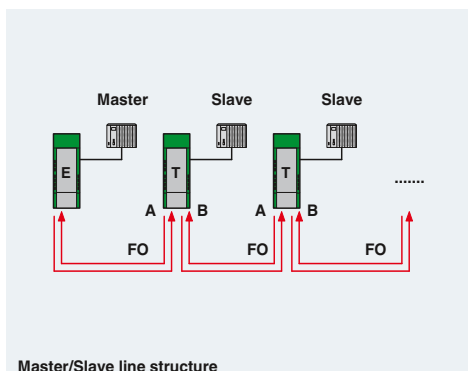 Master Slave Slave
E T T
.......
A B A B
FO FO FO
Master/Slave line structure